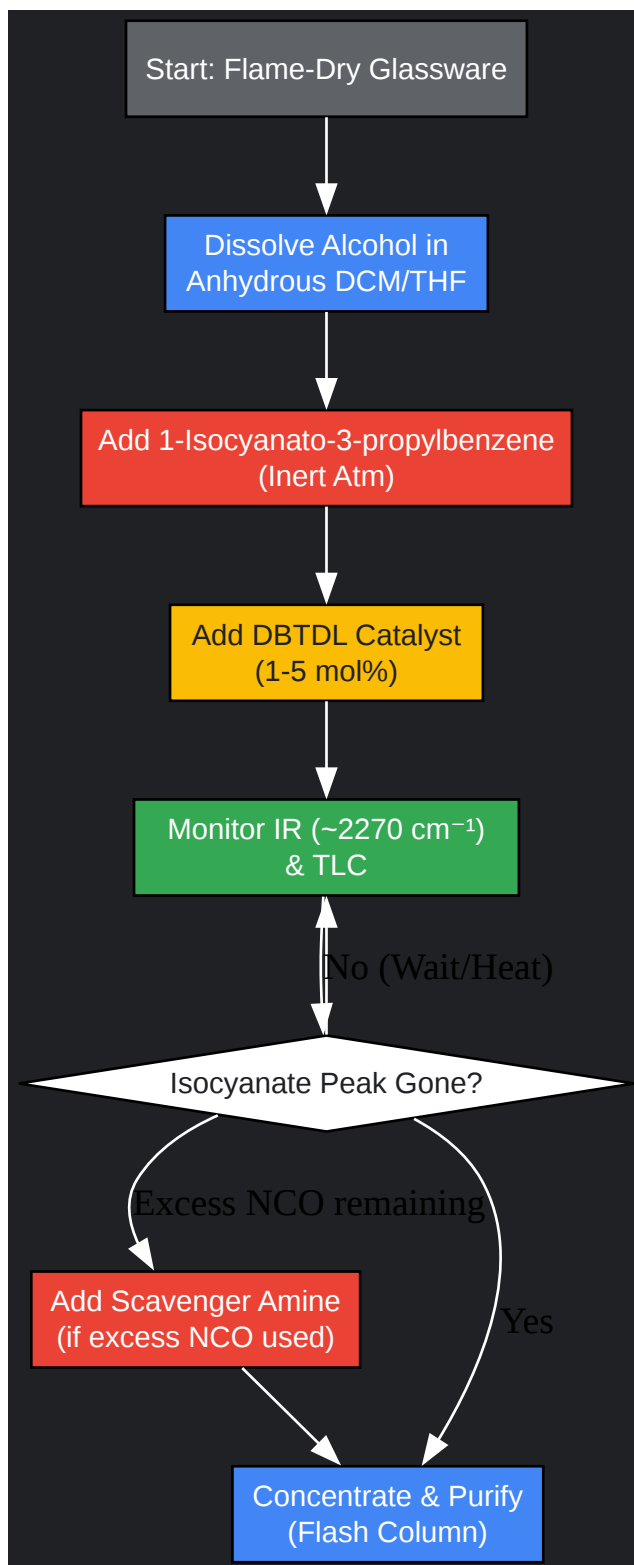 Start: Flame-Dry Glassware
Dissolve Alcohol in
Anhydrous DCM/THF
Add 1-Isocyanato-3-propylbenzene
(Inert Atm)
Add DBTDL Catalyst
(1-5 mol%)
Monitor IR (~2270 cm⁻¹)
& TLC
No (Wait/Heat)
Isocyanate Peak Gone?
Excess NCO remaining
Add Scavenger Amine
(if excess NCO used)
Yes
Concentrate & Purify
(Flash Column)